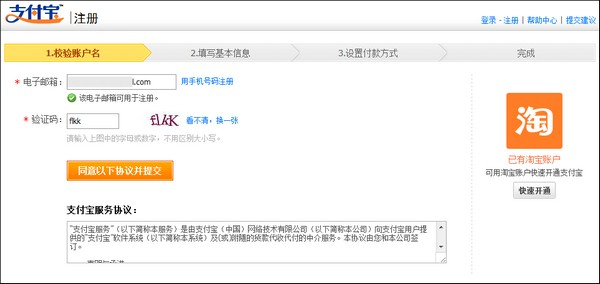 支付宝™ | 注册
登录 - 注册 | 帮助中心 | 提交建议
1.校验账户名
2.填写基本信息
3.设置付款方式
完成
* 电子邮箱: l.com 用手机号码注册
该电子邮箱可用于注册。
* 验证码: fkk 看不清，换一张
请输入上图中的字母或数字，不用区别大小写。
同意以下协议并提交
支付宝服务协议：
“支付宝服务”（以下简称本服务）是由支付宝（中国）网络技术有限公司（以下简称本公司）向支付宝用户提
供的“支付宝”软件系统（以下简称本系统）及(或)附随的货款代收代付的中介服务。本协议由您和本公司签
订。
淘
已有淘宝账户
可用淘宝账户快速开通支付宝
快速开通